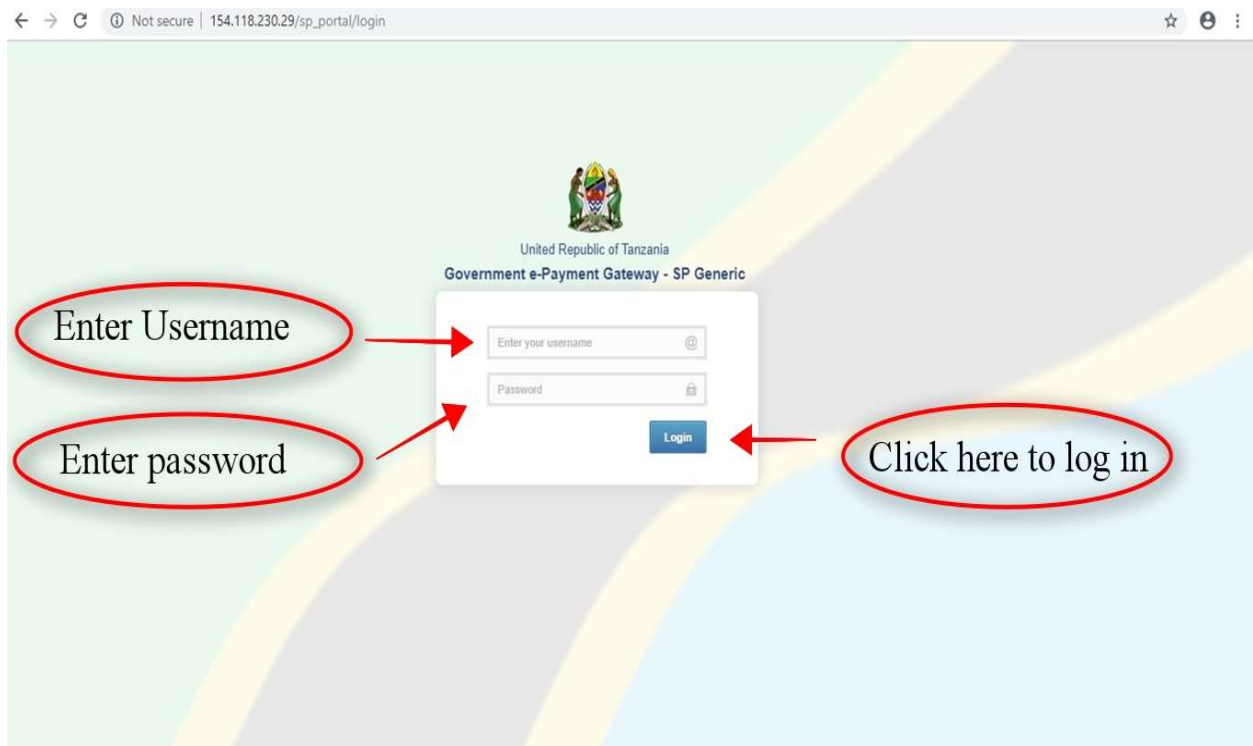 Not secure | 154.118.230.29/sp_portal/login
United Republic of Tanzania
Government e-Payment Gateway - SP Generic
Enter Username
Enter your username @
Password
Enter password
Login
Click here to log in